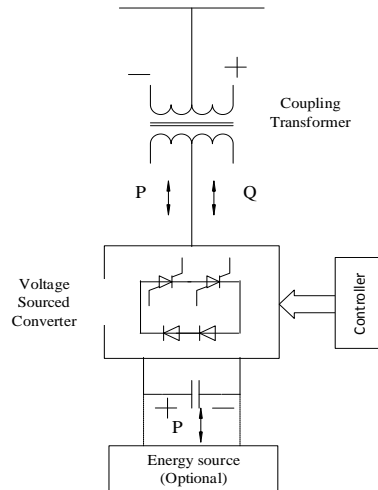 — +
Coupling
Transformer
P Q
Voltage
Sourced
Converter
Controller
+ —
P
Energy source
(Optional)